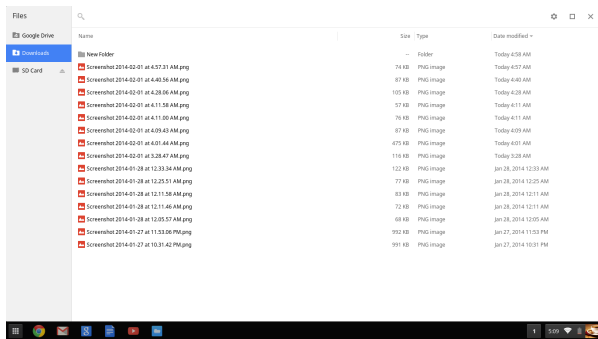 Files
Google Drive
Downloads
SD Card
Name Size Type Date modified
New Folder -- Folder Today 4:58 AM
Screenshot 2014-02-01 at 4.57.31 AM.png 74 KB PNG image Today 4:57 AM
Screenshot 2014-02-01 at 4.40.56 AM.png 87 KB PNG image Today 4:40 AM
Screenshot 2014-02-01 at 4.28.06 AM.png 105 KB PNG image Today 4:28 AM
Screenshot 2014-02-01 at 4.11.58 AM.png 57 KB PNG image Today 4:11 AM
Screenshot 2014-02-01 at 4.11.00 AM.png 76 KB PNG image Today 4:11 AM
Screenshot 2014-02-01 at 4.09.43 AM.png 87 KB PNG image Today 4:09 AM
Screenshot 2014-02-01 at 4.01.44 AM.png 475 KB PNG image Today 4:01 AM
Screenshot 2014-02-01 at 3.28.47 AM.png 116 KB PNG image Today 3:28 AM
Screenshot 2014-01-28 at 12.33.34 AM.png 122 KB PNG image Jan 28, 2014 12:33 AM
Screenshot 2014-01-28 at 12.25.51 AM.png 77 KB PNG image Jan 28, 2014 12:25 AM
Screenshot 2014-01-28 at 12.11.58 AM.png 83 KB PNG image Jan 28, 2014 12:11 AM
Screenshot 2014-01-28 at 12.11.46 AM.png 72 KB PNG image Jan 28, 2014 12:11 AM
Screenshot 2014-01-28 at 12.05.57 AM.png 68 KB PNG image Jan 28, 2014 12:05 AM
Screenshot 2014-01-27 at 11.53.06 PM.png 992 KB PNG image Jan 27, 2014 11:53 PM
Screenshot 2014-01-27 at 10.31.42 PM.png 991 KB PNG image Jan 27, 2014 10:31 PM
8 1 5:09